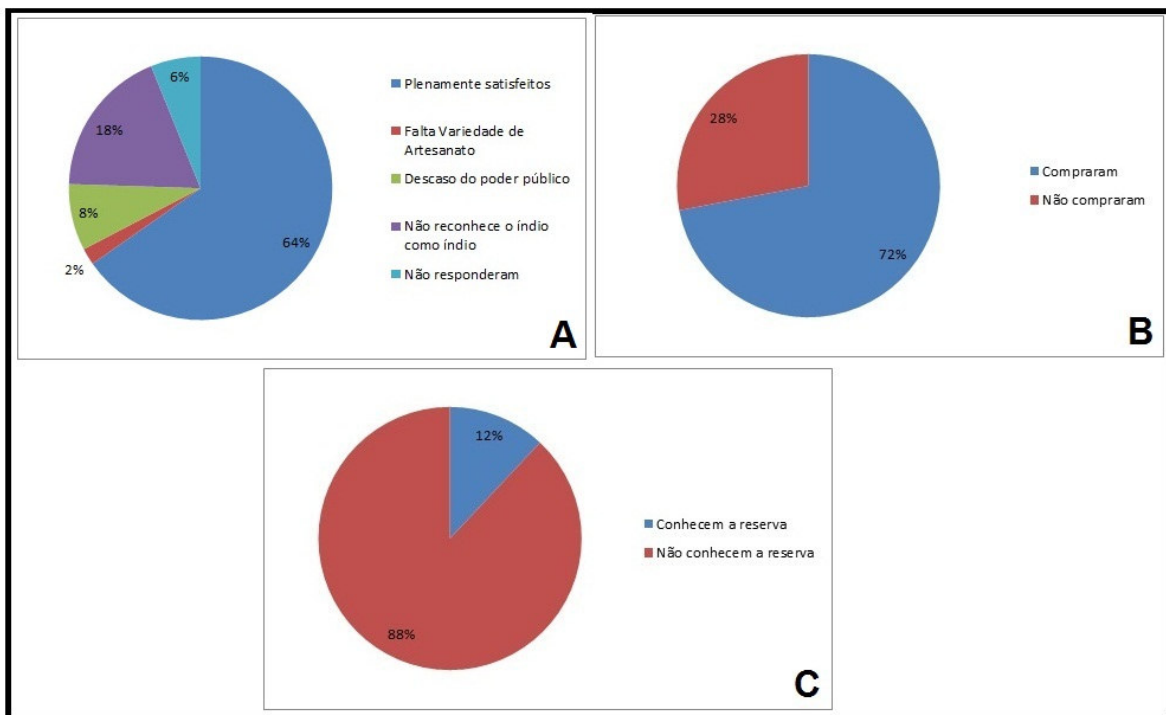 6%
18%
8%
2%
64%
Plenamente satisfeitos
Falta Variedade de
Artesanato
Descaso do poder público
Não reconhece o índio
como índio
Não responderam
A
28%
72%
Compraram
Não compraram
B
12%
88%
Conhecem a reserva
Não conhecem a reserva
C